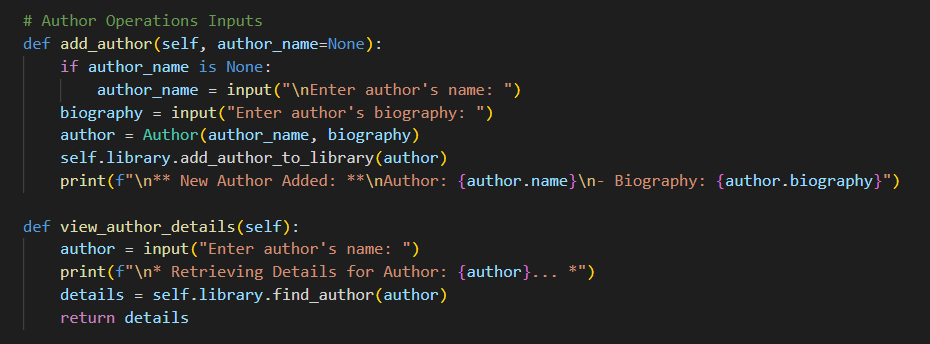 # Author Operations Inputs
def add_author(self, author_name=None):
    if author_name is None:
        author_name = input("\nEnter author's name: ")
    biography = input("Enter author's biography: ")
    author = Author(author_name, biography)
    self.library.add_author_to_library(author)
    print(f"\n** New Author Added: **\nAuthor: {author.name}\n- Biography: {author.biography}")

def view_author_details(self):
    author = input("Enter author's name: ")
    print(f"\n* Retrieving Details for Author: {author}... *")
    details = self.library.find_author(author)
    return details